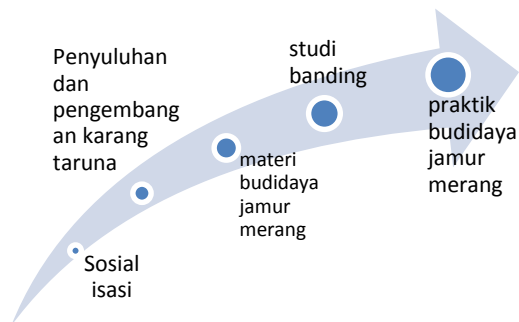 Sosial
isasi
Penyuluhan
dan
pengembang
an karang
taruna
materi
budidaya
jamur
merang
studi
banding
praktik
budidaya
jamur
merang